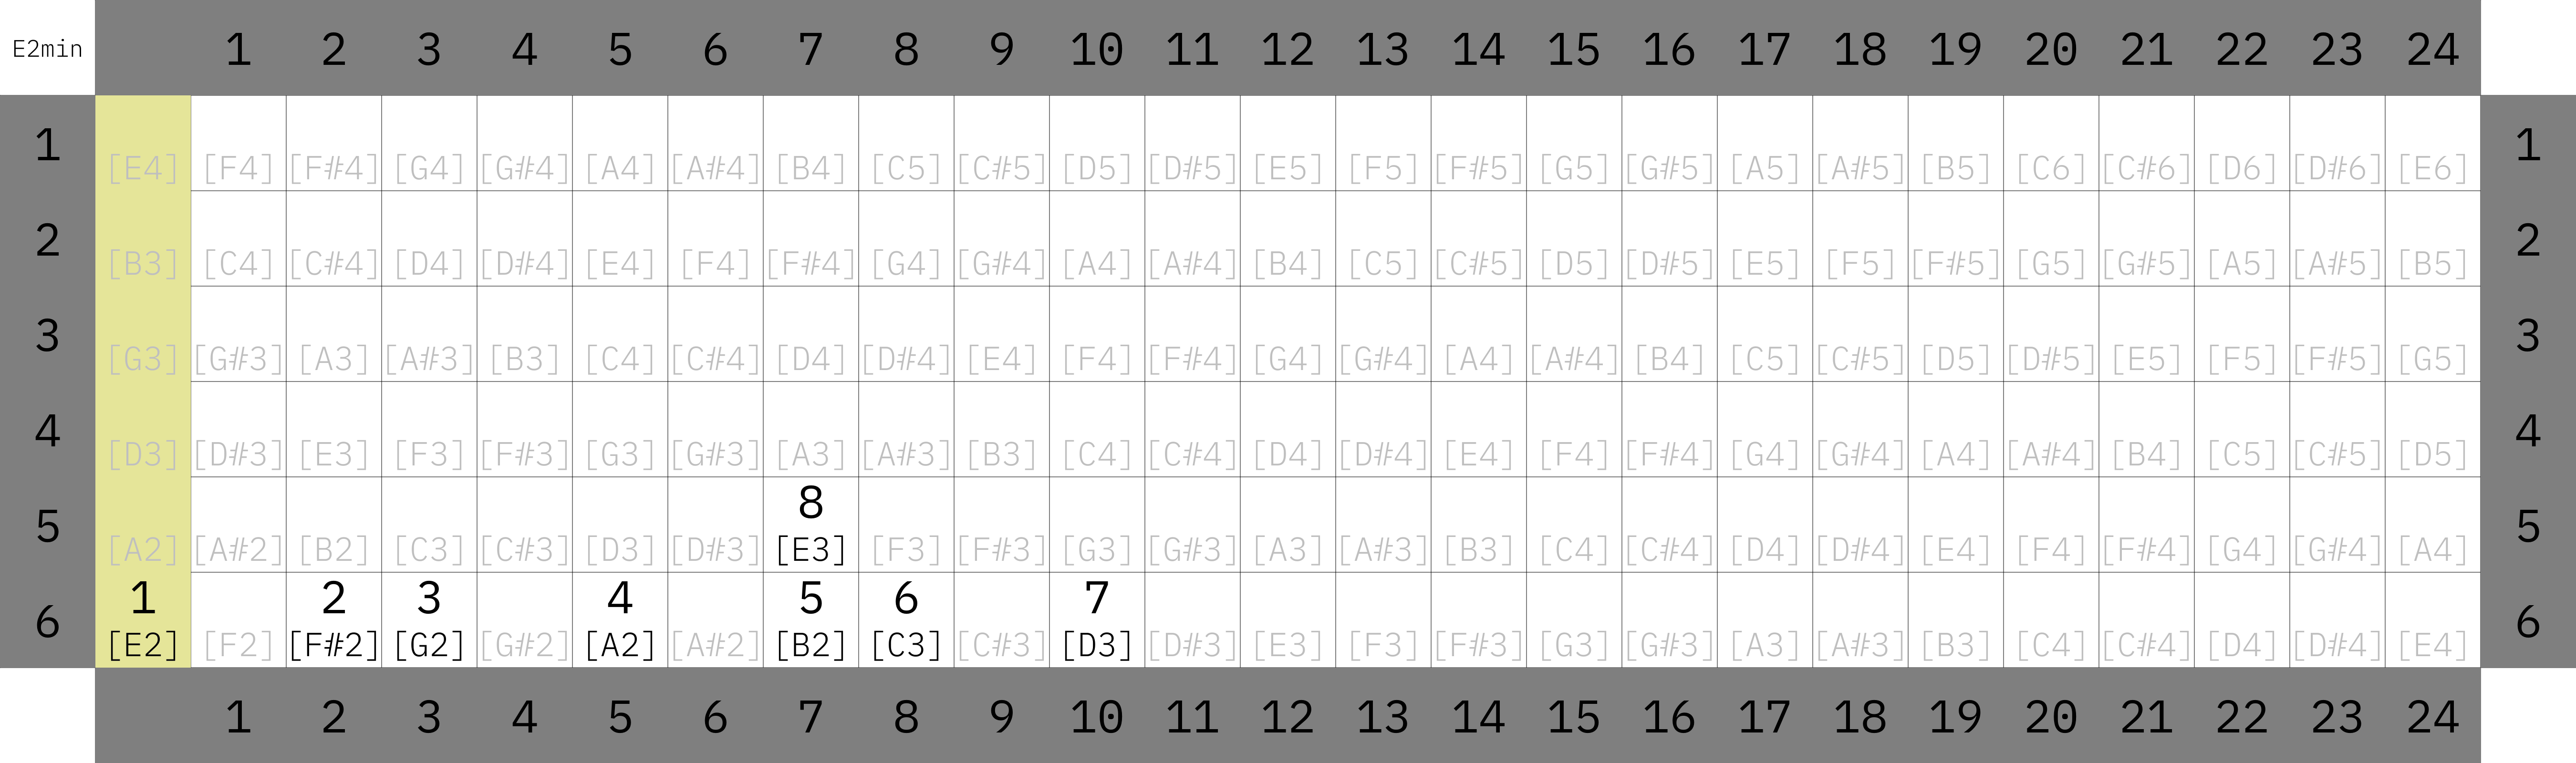 E2min 1 2 3 4 5 6 7 8 9 10 11 12 13 14 15 16 17 18 19 20 21 22 23 24
1 [E4] [F4] [F#4] [G4] [G#4] [A4] [A#4] [B4] [C5] [C#5] [D5] [D#5] [E5] [F5] [F#5] [G5] [G#5] [A5] [A#5] [B5] [C6] [C#6] [D6] [D#6] [E6] 1
2 [B3] [C4] [C#4] [D4] [D#4] [E4] [F4] [F#4] [G4] [G#4] [A4] [A#4] [B4] [C5] [C#5] [D5] [D#5] [E5] [F5] [F#5] [G5] [G#5] [A5] [A#5] [B5] 2
3 [G3] [G#3] [A3] [A#3] [B3] [C4] [C#4] [D4] [D#4] [E4] [F4] [F#4] [G4] [G#4] [A4] [A#4] [B4] [C5] [C#5] [D5] [D#5] [E5] [F5] [F#5] [G5] 3
4 [D3] [D#3] [E3] [F3] [F#3] [G3] [G#3] [A3] [A#3] [B3] [C4] [C#4] [D4] [D#4] [E4] [F4] [F#4] [G4] [G#4] [A4] [A#4] [B4] [C5] [C#5] [D5] 4
8
5 [A2] [A#2] [B2] [C3] [C#3] [D3] [D#3] [E3] [F3] [F#3] [G3] [G#3] [A3] [A#3] [B3] [C4] [C#4] [D4] [D#4] [E4] [F4] [F#4] [G4] [G#4] [A4] 5
1 2 3 4 5 6 7
6 [E2] [F2] [F#2] [G2] [G#2] [A2] [A#2] [B2] [C3] [C#3] [D3] [D#3] [E3] [F3] [F#3] [G3] [G#3] [A3] [A#3] [B3] [C4] [C#4] [D4] [D#4] [E4] 6
1 2 3 4 5 6 7 8 9 10 11 12 13 14 15 16 17 18 19 20 21 22 23 24